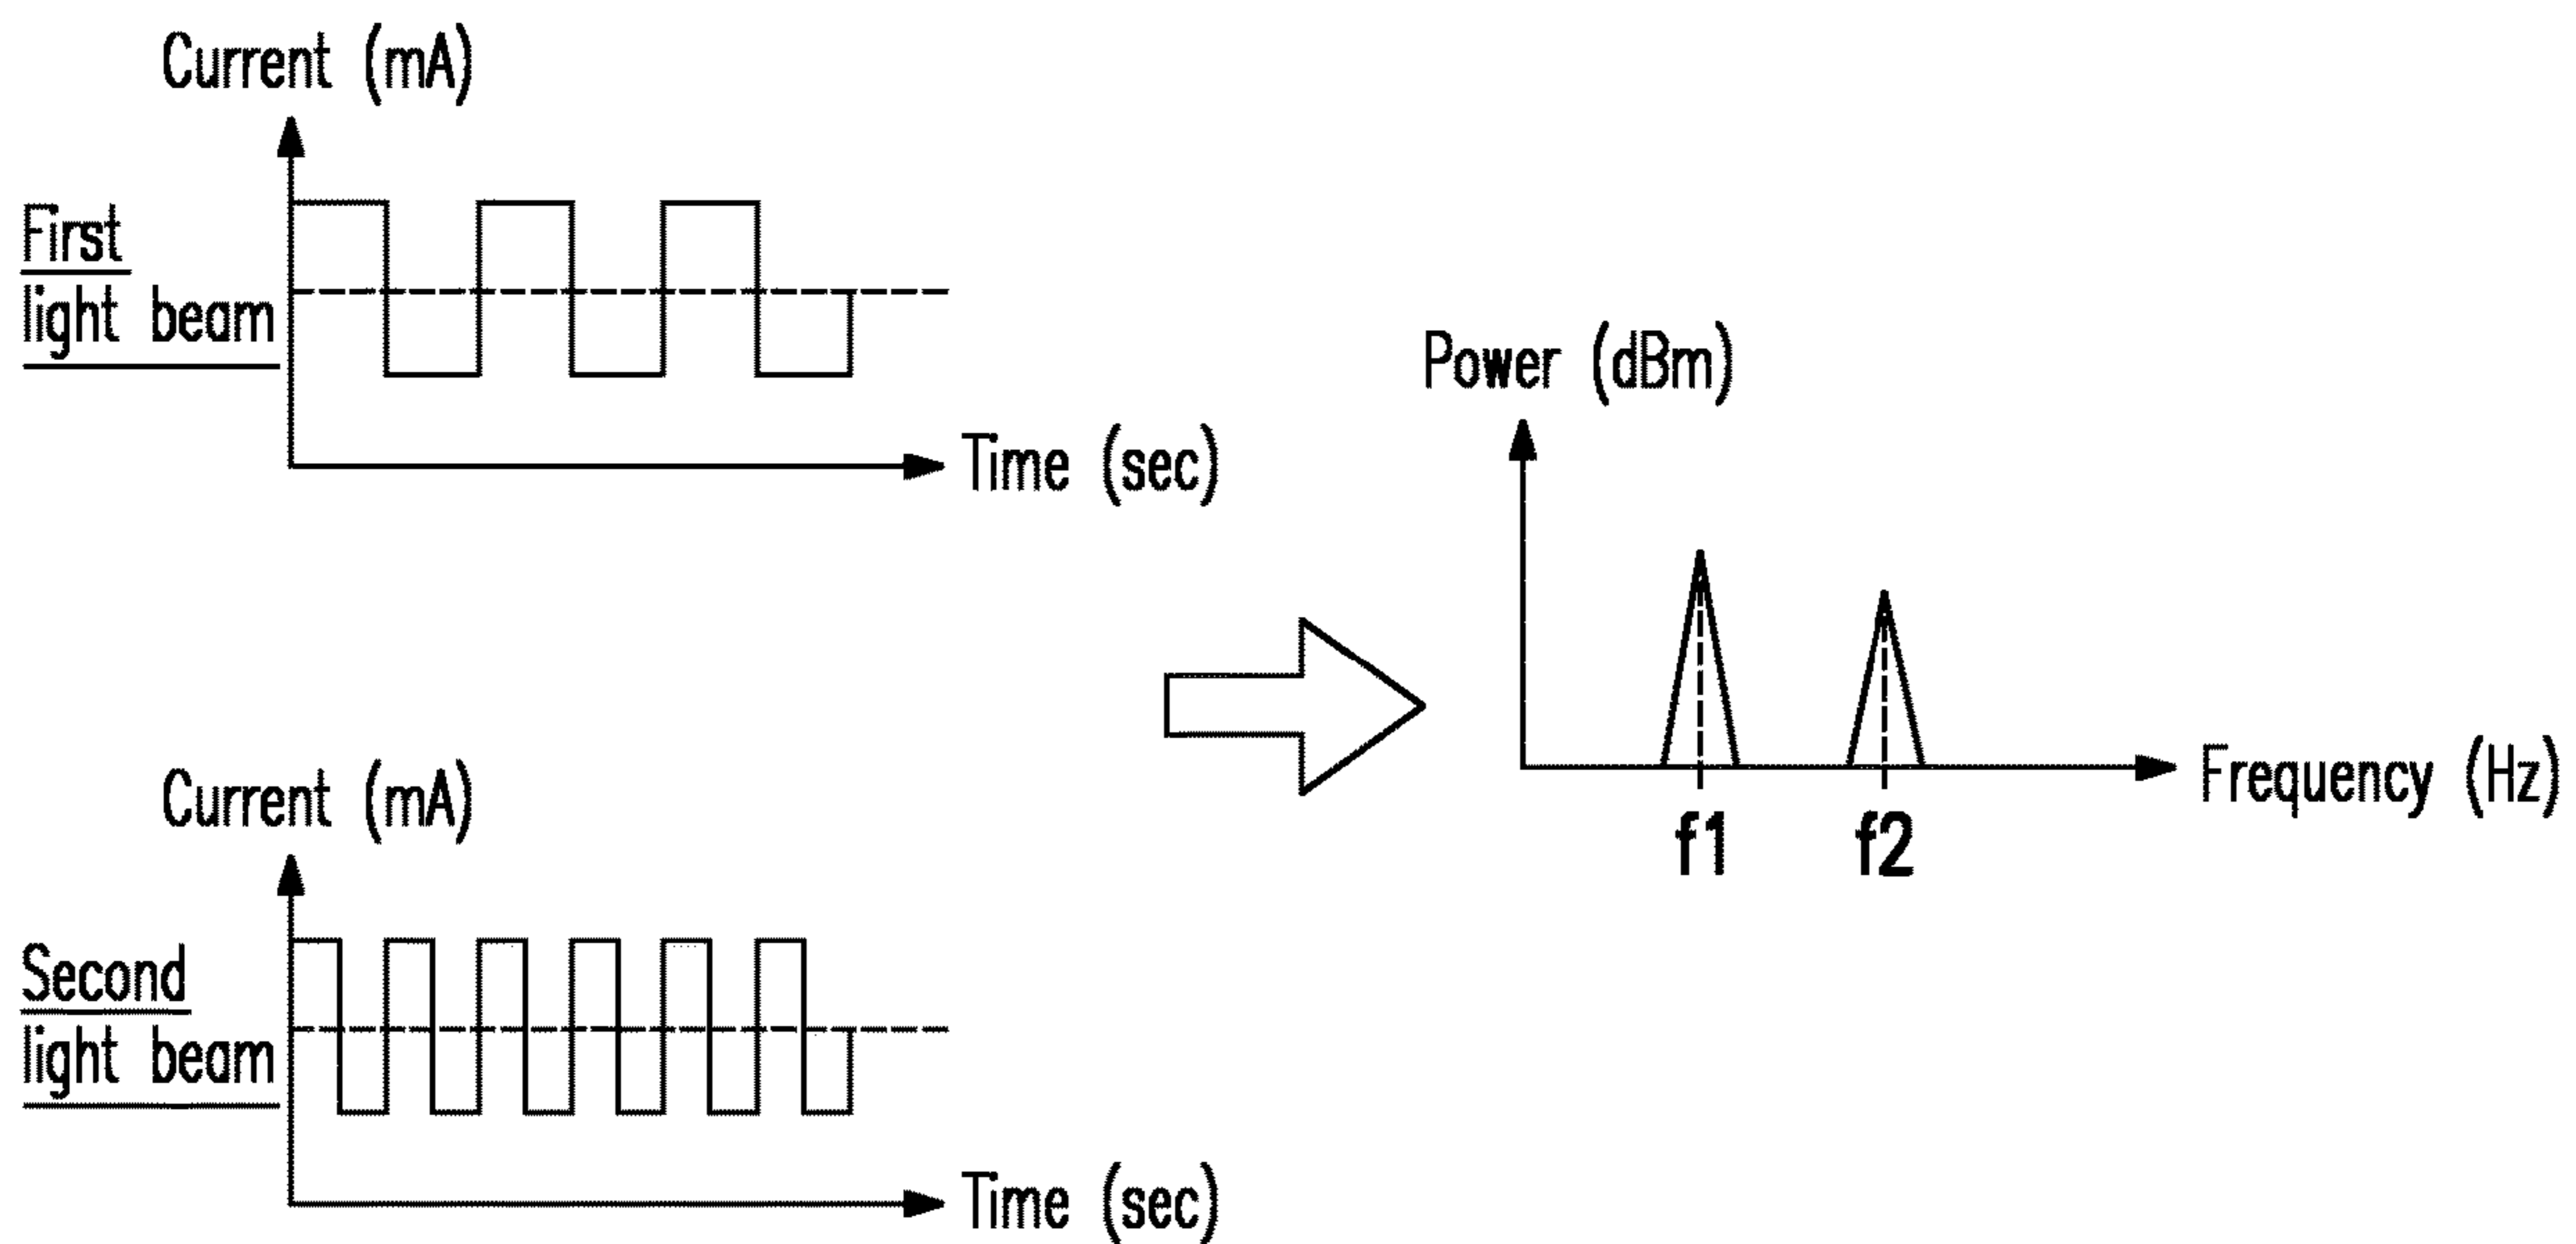 Current (mA)
First
light beam
Time (sec)
Power (dBm)
Frequency (Hz)
f1 f2
Current (mA)
Second
light beam
Time (sec)